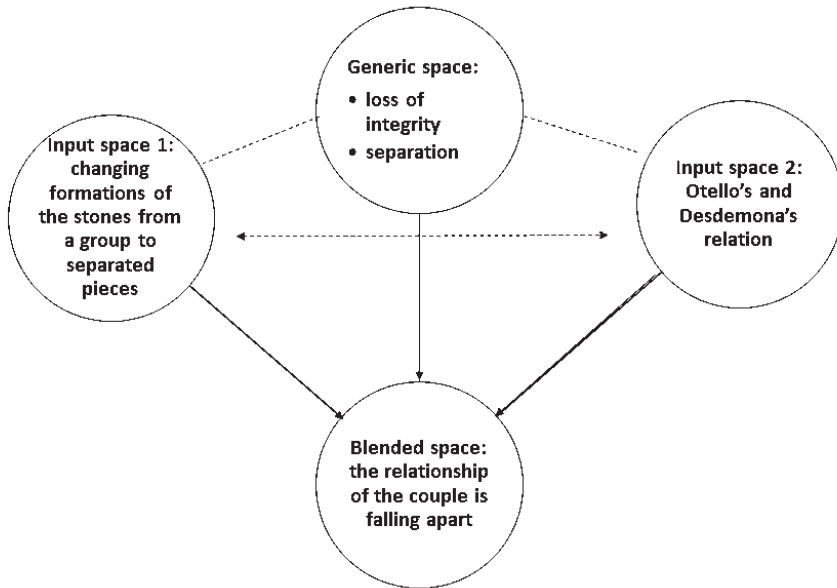 Generic space:
• loss of
integrity
• separation
Input space 1:
changing
formations of
the stones from
a group to
separated
pieces
Input space 2:
Otello's and
Desdemona's
relation
Blended space:
the relationship
of the couple is
falling apart